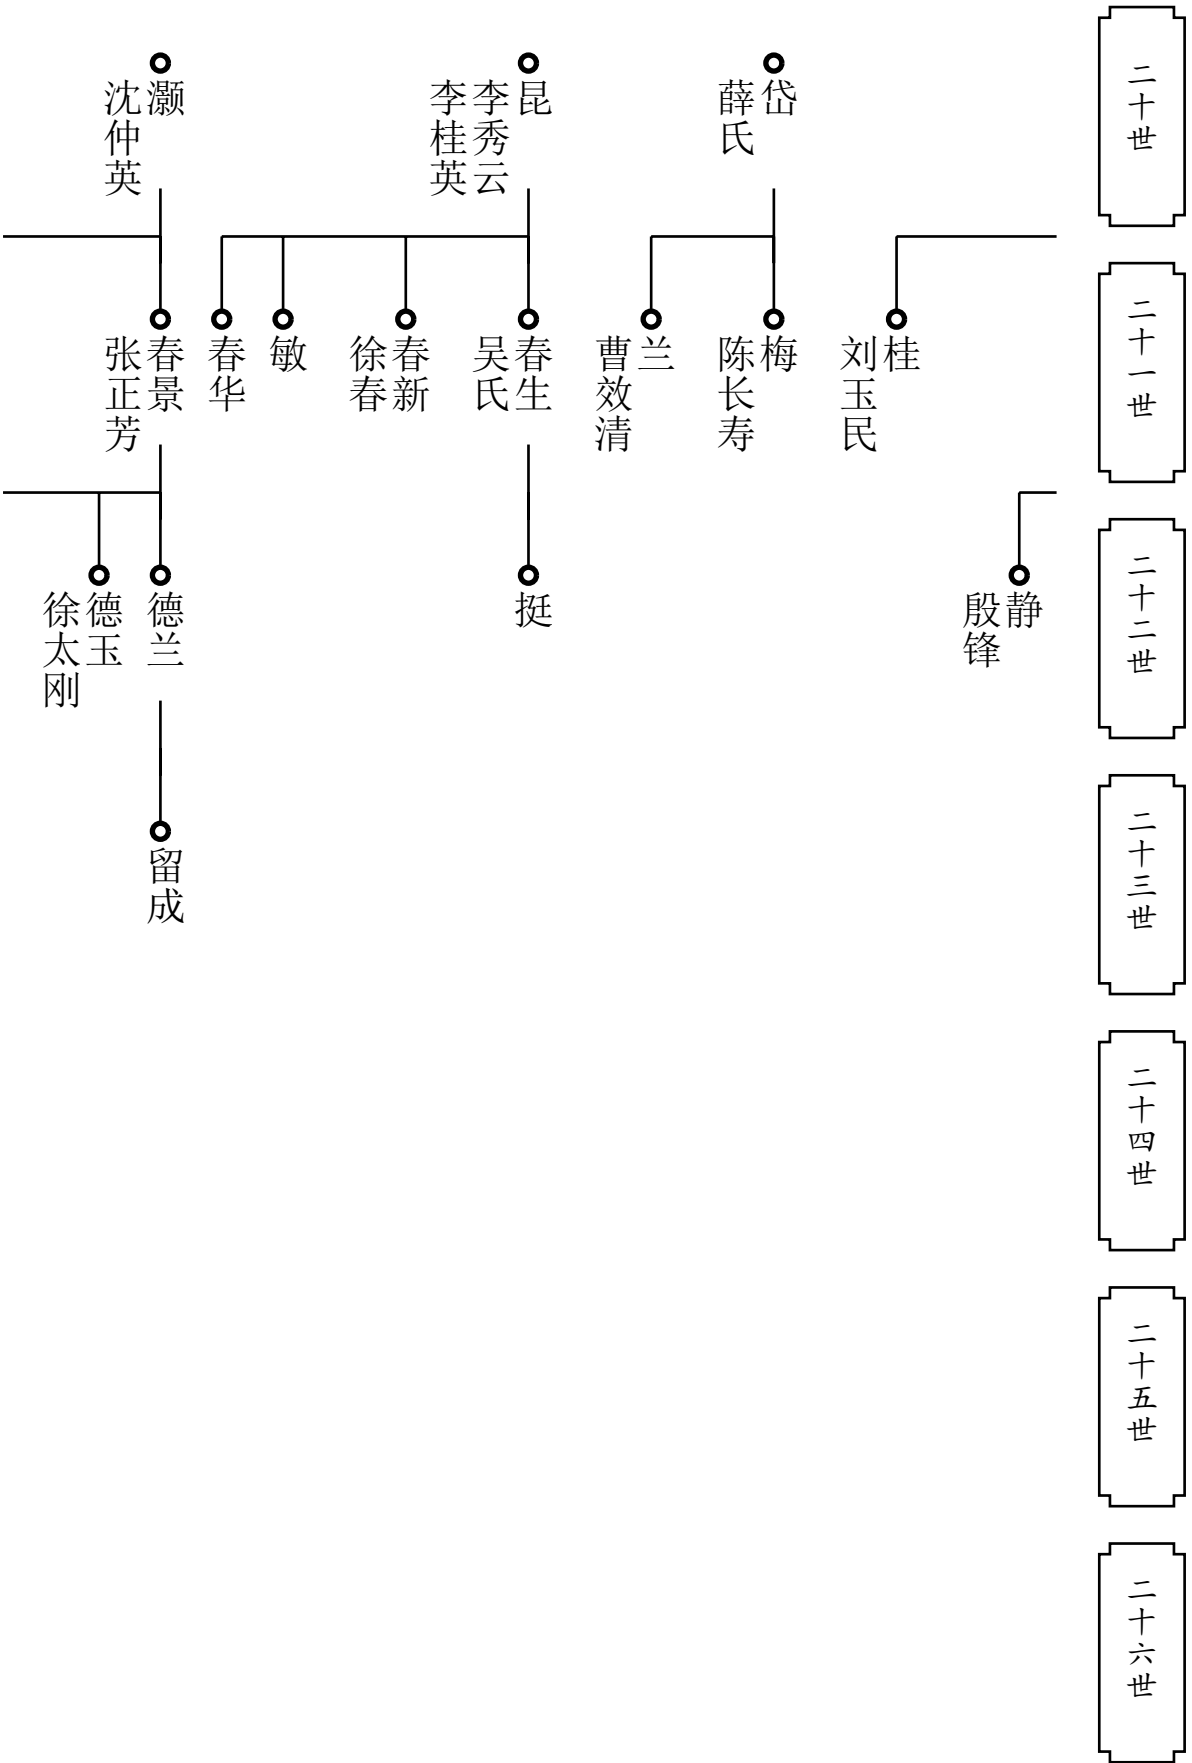 二十世
岱
薛氏
昆
李秀云
李桂英
灏
沈仲英
二十一世
桂
刘玉民
梅
陈长寿
兰
曹效清
春生
吴氏
春新
徐春
敏
春华
春景
张正芳
二十二世
静
殷锋
挺
德兰
德玉
徐太刚
二十三世
留成
二十四世
二十五世
二十六世